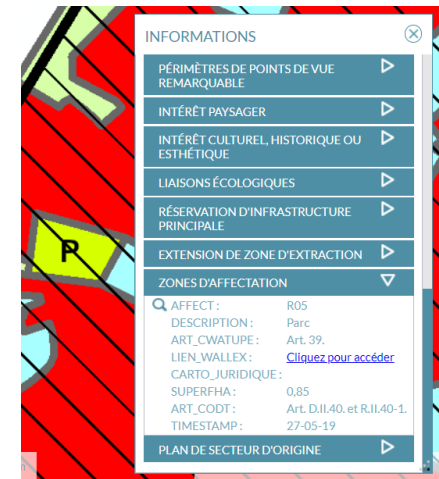 INFORMATIONS
PÉRIMÈTRES DE POINTS DE VUE
REMARQUABLE
INTÉRÊT PAYSAGER
INTÉRÊT CULTUREL, HISTORIQUE OU
ESTHÉTIQUE
LIAISONS ÉCOLOGIQUES
RÉSERVATION D'INFRASTRUCTURE
PRINCIPALE
P
EXTENSION DE ZONE D'EXTRACTION
ZONES D'AFFECTATION
AFFECT : R05
DESCRIPTION : Parc
ART_CWATUPE : Art. 39.
LIEN_WALLEX : Cliquez pour accéder
CARTO_JURIDIQUE :
SUPERFHA : 0,85
ART_CODT : Art. D.II.40. et R.II.40-1.
TIMESTAMP : 27-05-19
PLAN DE SECTEUR D'ORIGINE